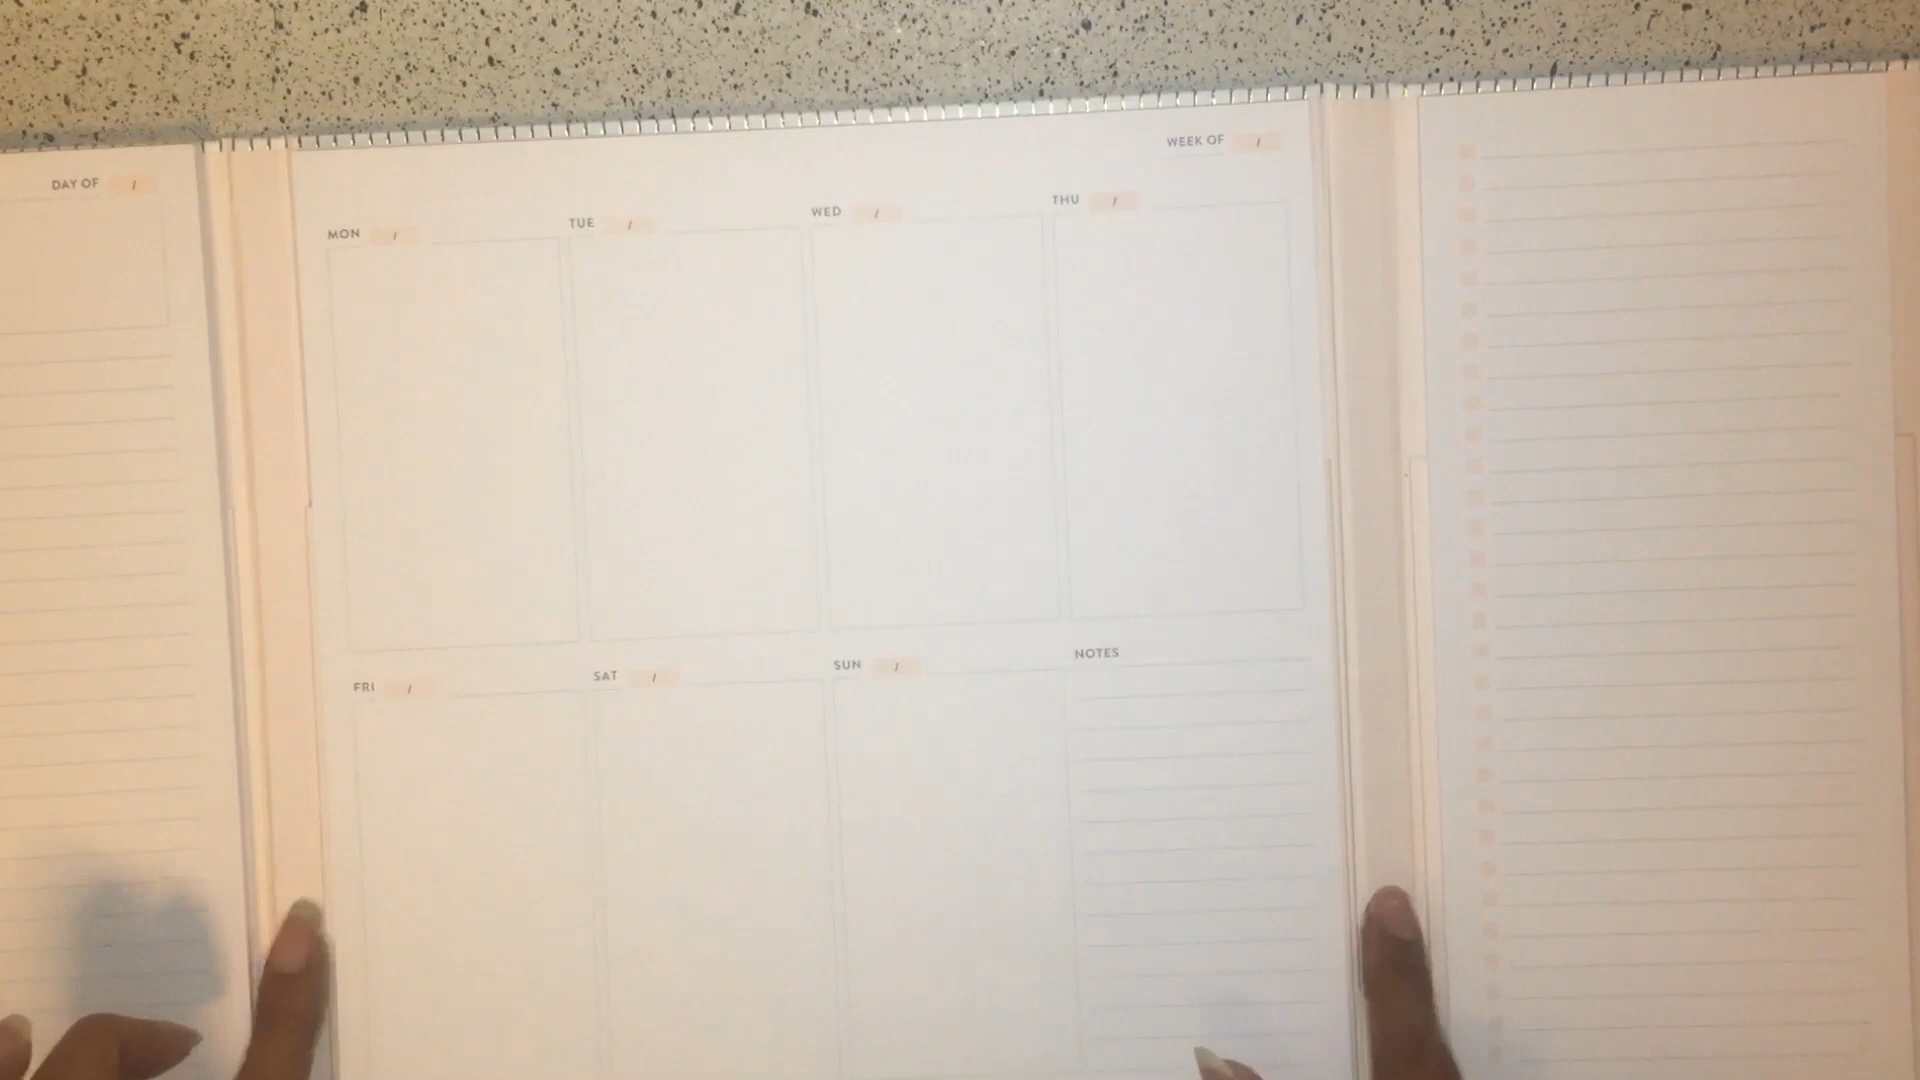 DAY OF /
WEEK OF /
MON / TUE / WED / THU /
FRI / SAT / SUN / NOTES